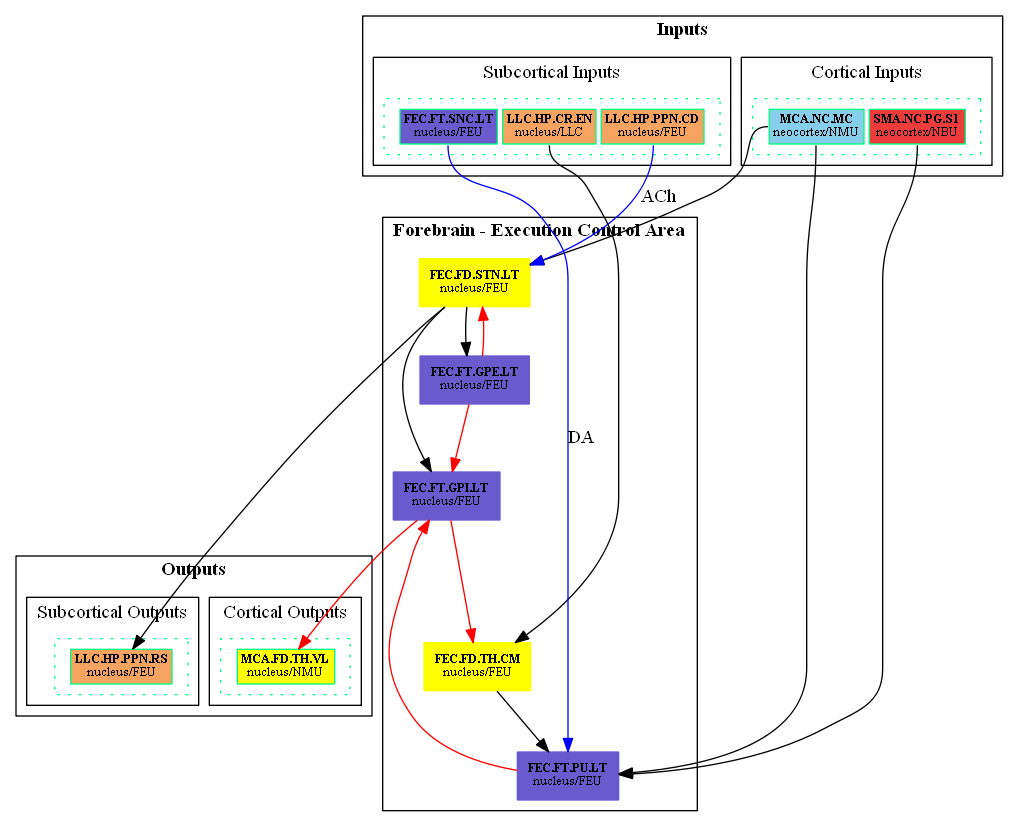 Inputs
Subcortical Inputs
Cortical Inputs
FEC.FT.SNC.LT
nucleus/FEU
LLC.HP.CR.EN
nucleus/LLC
LLC.HP.PPN.CD
nucleus/FEU
MCA.NC.MC
neocortex/NMU
SMA.NC.PG.S1
neocortex/NBU
ACh
Forebrain - Execution Control Area
FEC.FD.STN.LT
nucleus/FEU
FEC.FT.GPE.LT
nucleus/FEU
DA
FEC.FT.GPI.LT
nucleus/FEU
Outputs
Subcortical Outputs
Cortical Outputs
LLC.HP.PPN.RS
nucleus/FEU
MCA.FD.TH.VL
nucleus/NMU
FEC.FD.TH.CM
nucleus/FEU
FEC.FT.PU.LT
nucleus/FEU